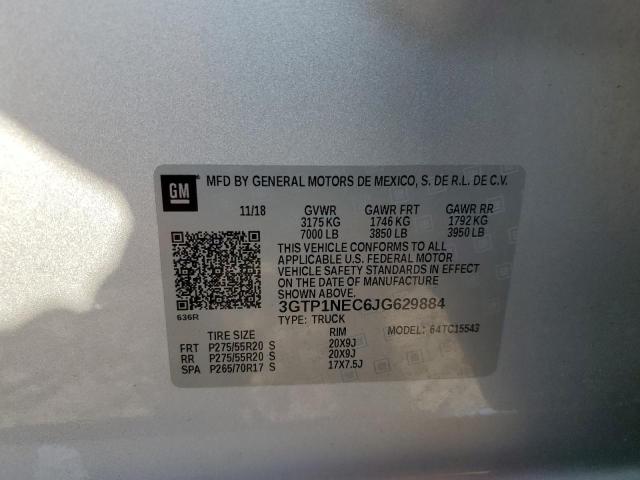 GM
MFD BY GENERAL MOTORS DE MEXICO, S. DE R.L. DE C.V.
11/18 GVWR GAWR FRT GAWR RR
3175 KG 1746 KG 1792 KG
7000 LB 3850 LB 3950 LB
THIS VEHICLE CONFORMS TO ALL
APPLICABLE U.S. FEDERAL MOTOR
VEHICLE SAFETY STANDARDS IN EFFECT
ON THE DATE OF MANUFACTURE
SHOWN ABOVE
636R
3GTP1NEC6JG629884
TYPE: TRUCK
MODEL: 64TC15543
TIRE SIZE RIM
FRT P275/55R20 S 20X9J
RR P275/55R20 S 20X9J
SPA P265/70R17 S 17X7.5J